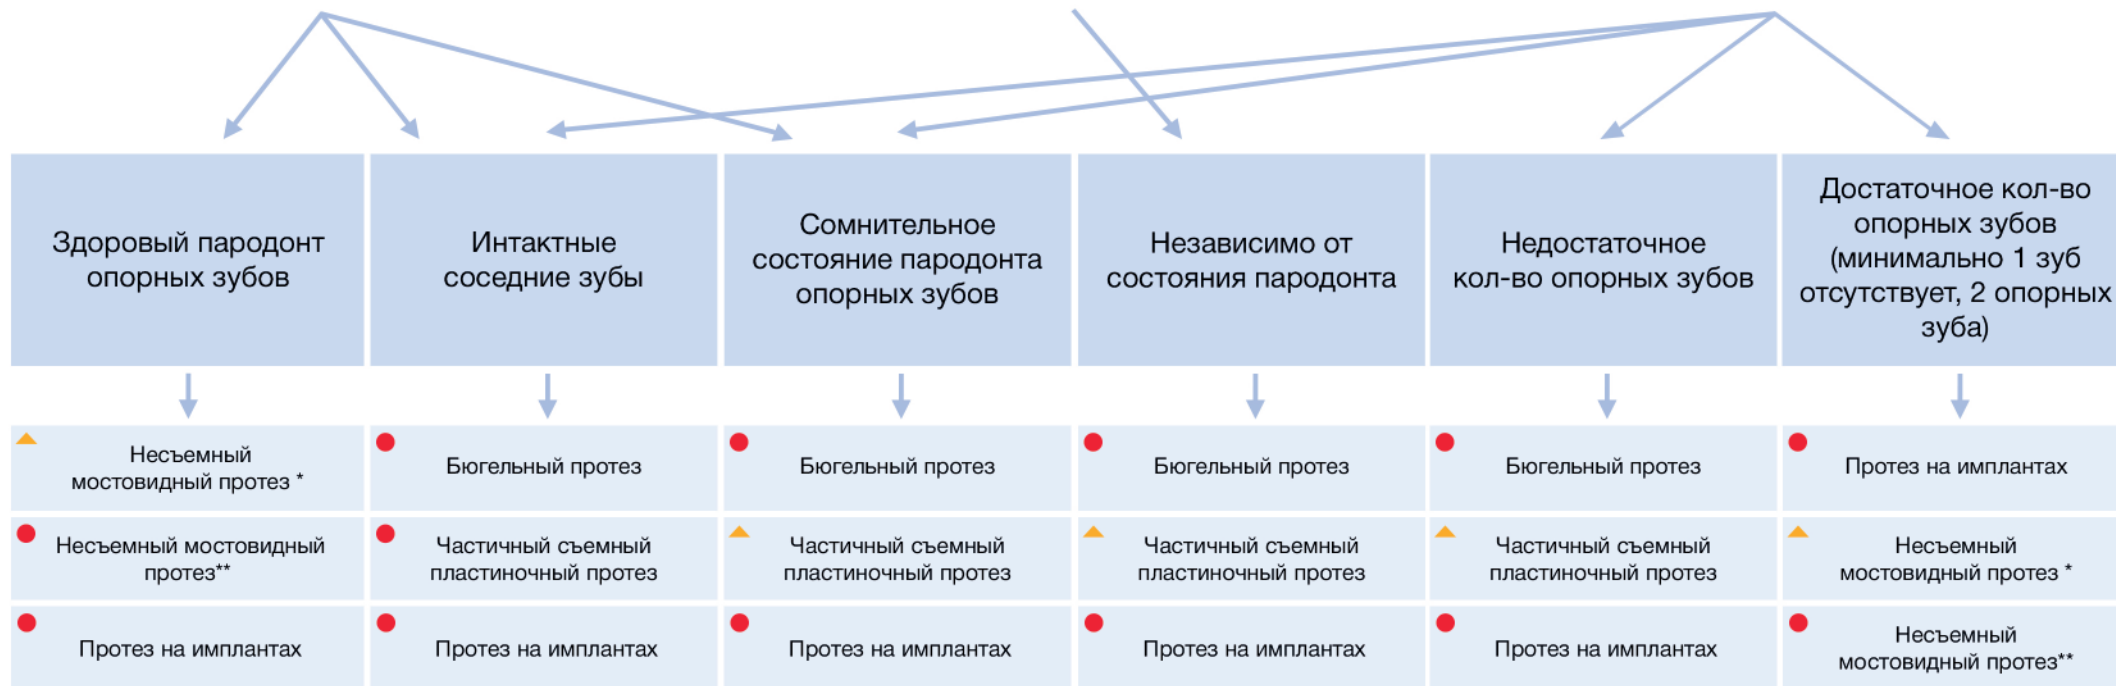 Здоровый пародонт
опорных зубов
Интактные
соседние зубы
Сомнительное
состояние пародонта
опорных зубов
Независимо от
состояния пародонта
Недостаточное
кол-во опорных зубов
Достаточное кол-во
опорных зубов
(минимально 1 зуб
отсутствует, 2 опорных
зуба)
Несъемный
мостовидный протез *
Бюгельный протез
Бюгельный протез
Бюгельный протез
Бюгельный протез
Протез на имплантах
Несъемный мостовидный
протез**
Частичный съемный
пластиночный протез
Частичный съемный
пластиночный протез
Частичный съемный
пластиночный протез
Частичный съемный
пластиночный протез
Несъемный
мостовидный протез *
Протез на имплантах
Протез на имплантах
Протез на имплантах
Протез на имплантах
Протез на имплантах
Несъемный
мостовидный протез**